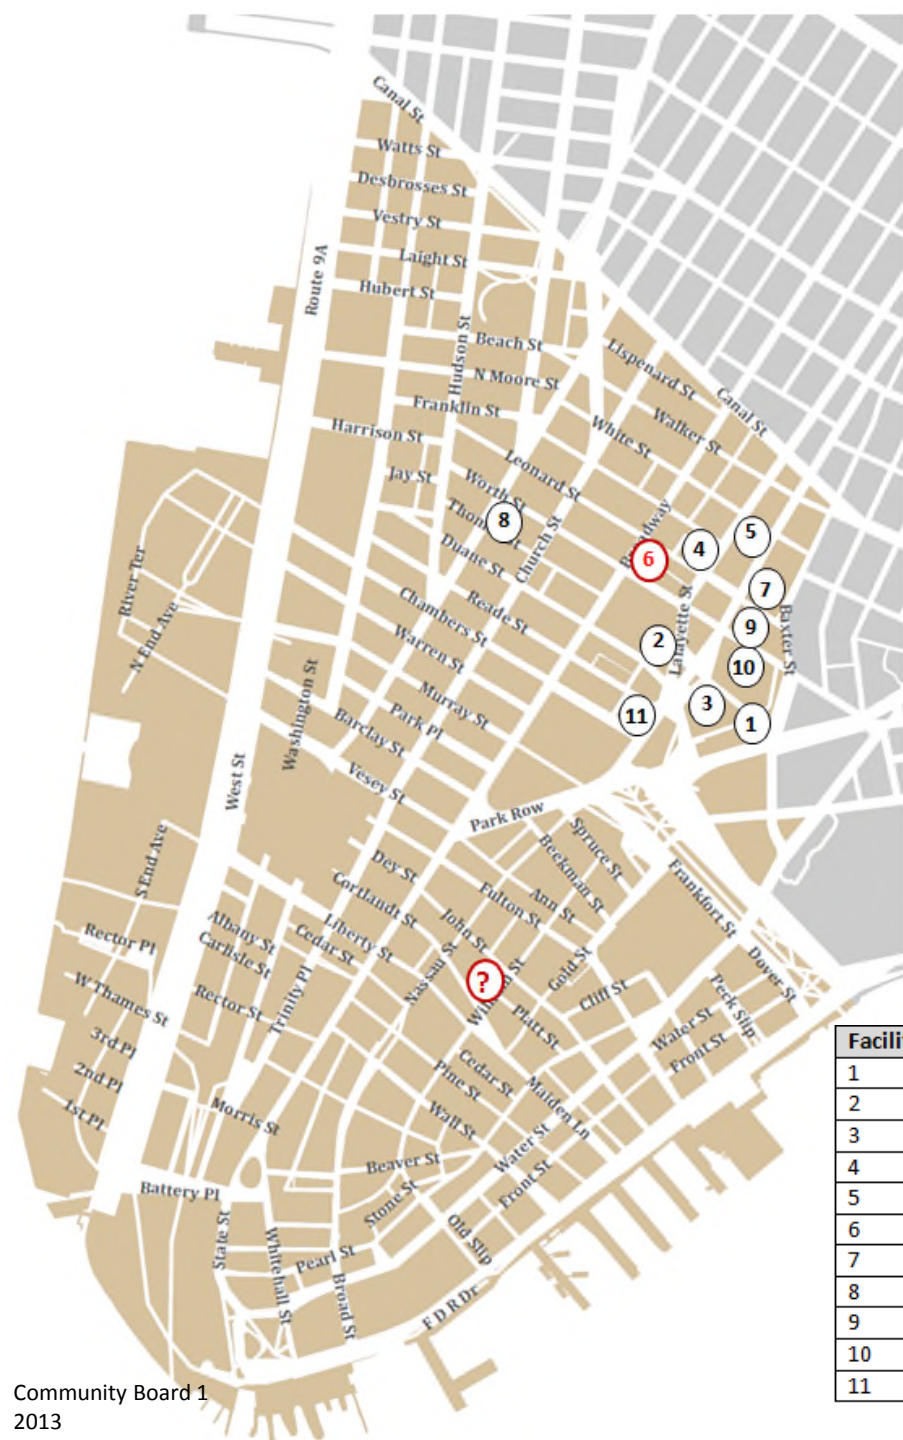 Canal St
Watts St
Desbrosses St
Vestry St
Laight St
Hubert St
Route 9A
Hudson St
Beach St
N Moore St
Franklin St
Harrison St
Jay St
Lispenard St
Canal St
Walker St
White St
Leonard St
Worth St
8
Duane St
Church St
Reade St
Chambers St
Warren St
Murray St
Park Pl
Barclay St
Vesey St
6
4
5
7
2
9
10
3
1
11
Lafayette St
Baxter St
River Ter
N End Ave
Washington St
West St
S End Ave
Park Row
Spruce St
Beekman St
Ann St
Fulton St
Frankfort St
Dover St
Dey St
Cortlandt St
John St
Liberty St
Cedar St
Albany St
Carlisle St
Rector Pl
Rector St
Trinity Pl
Nassau St
?
Gold St
Cliff St
Platt St
Peck Slip
Water St
Front St
W Thames St
3rd Pl
2nd Pl
1st Pl
Morris St
Cedar St
Pine St
Wall St
Maiden Ln
Water St
Front St
Beaver St
Stone St
Old Slip
Battery Pl
State St
Whitehall St
Pearl St
Broad St
F D R Dr
Facili
1
2
3
4
5
6
7
8
9
10
11
Community Board 1
2013